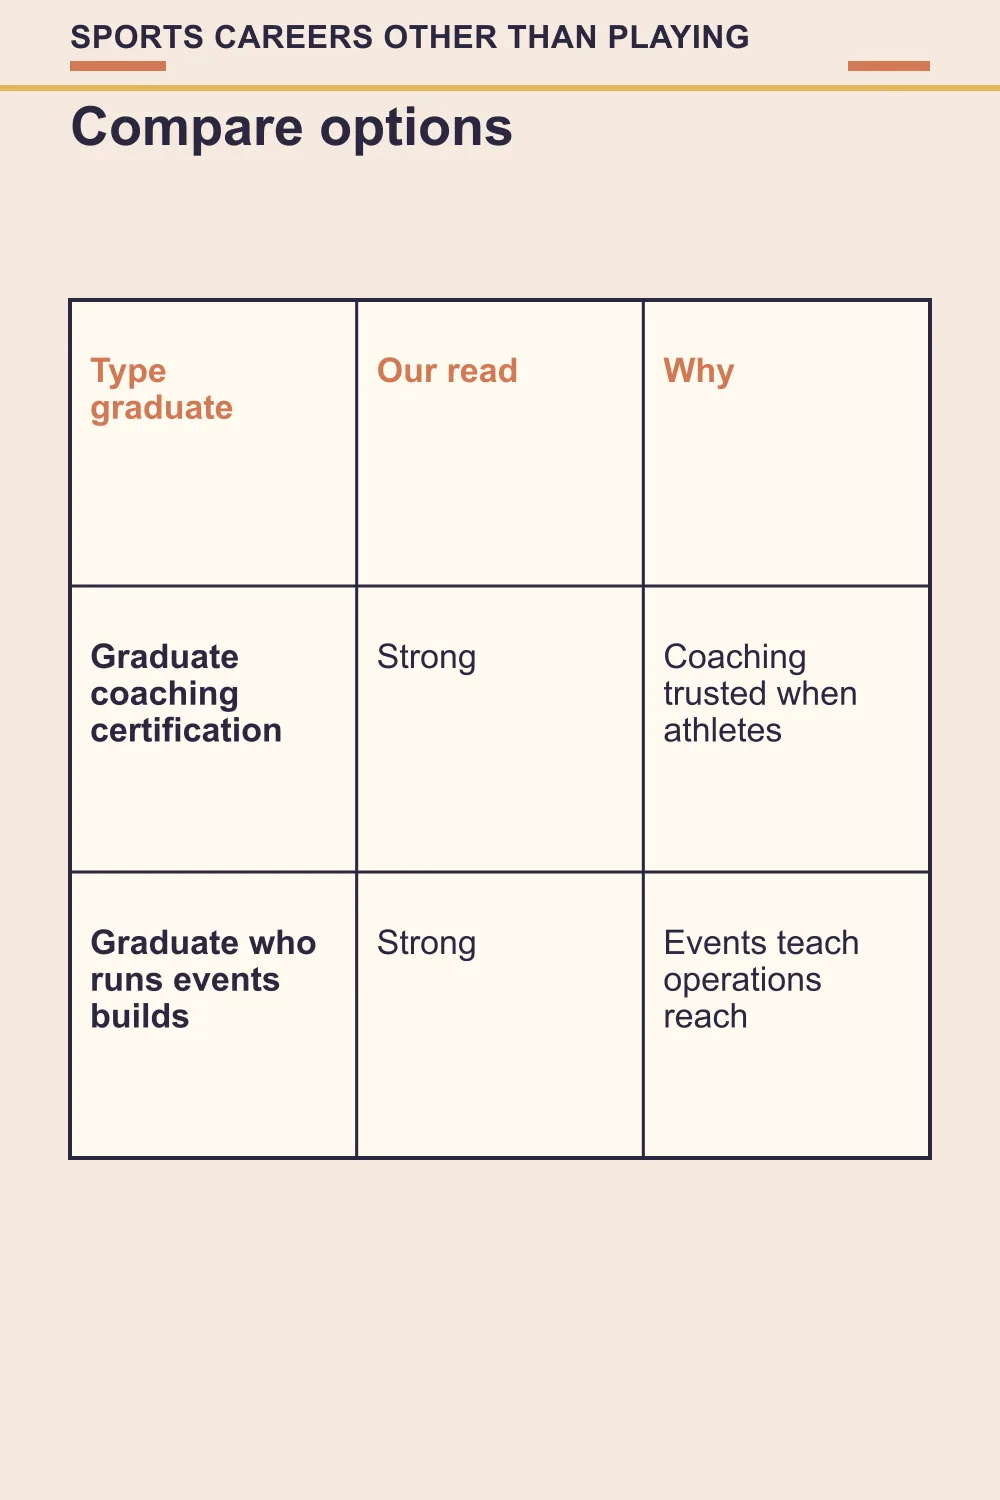 SPORTS CAREERS OTHER THAN PLAYING
Compare options
Type
graduate
Our read
Why
Graduate
coaching
certification
Strong
Coaching
trusted when
athletes
Graduate who
runs events
builds
Strong
Events teach
operations
reach